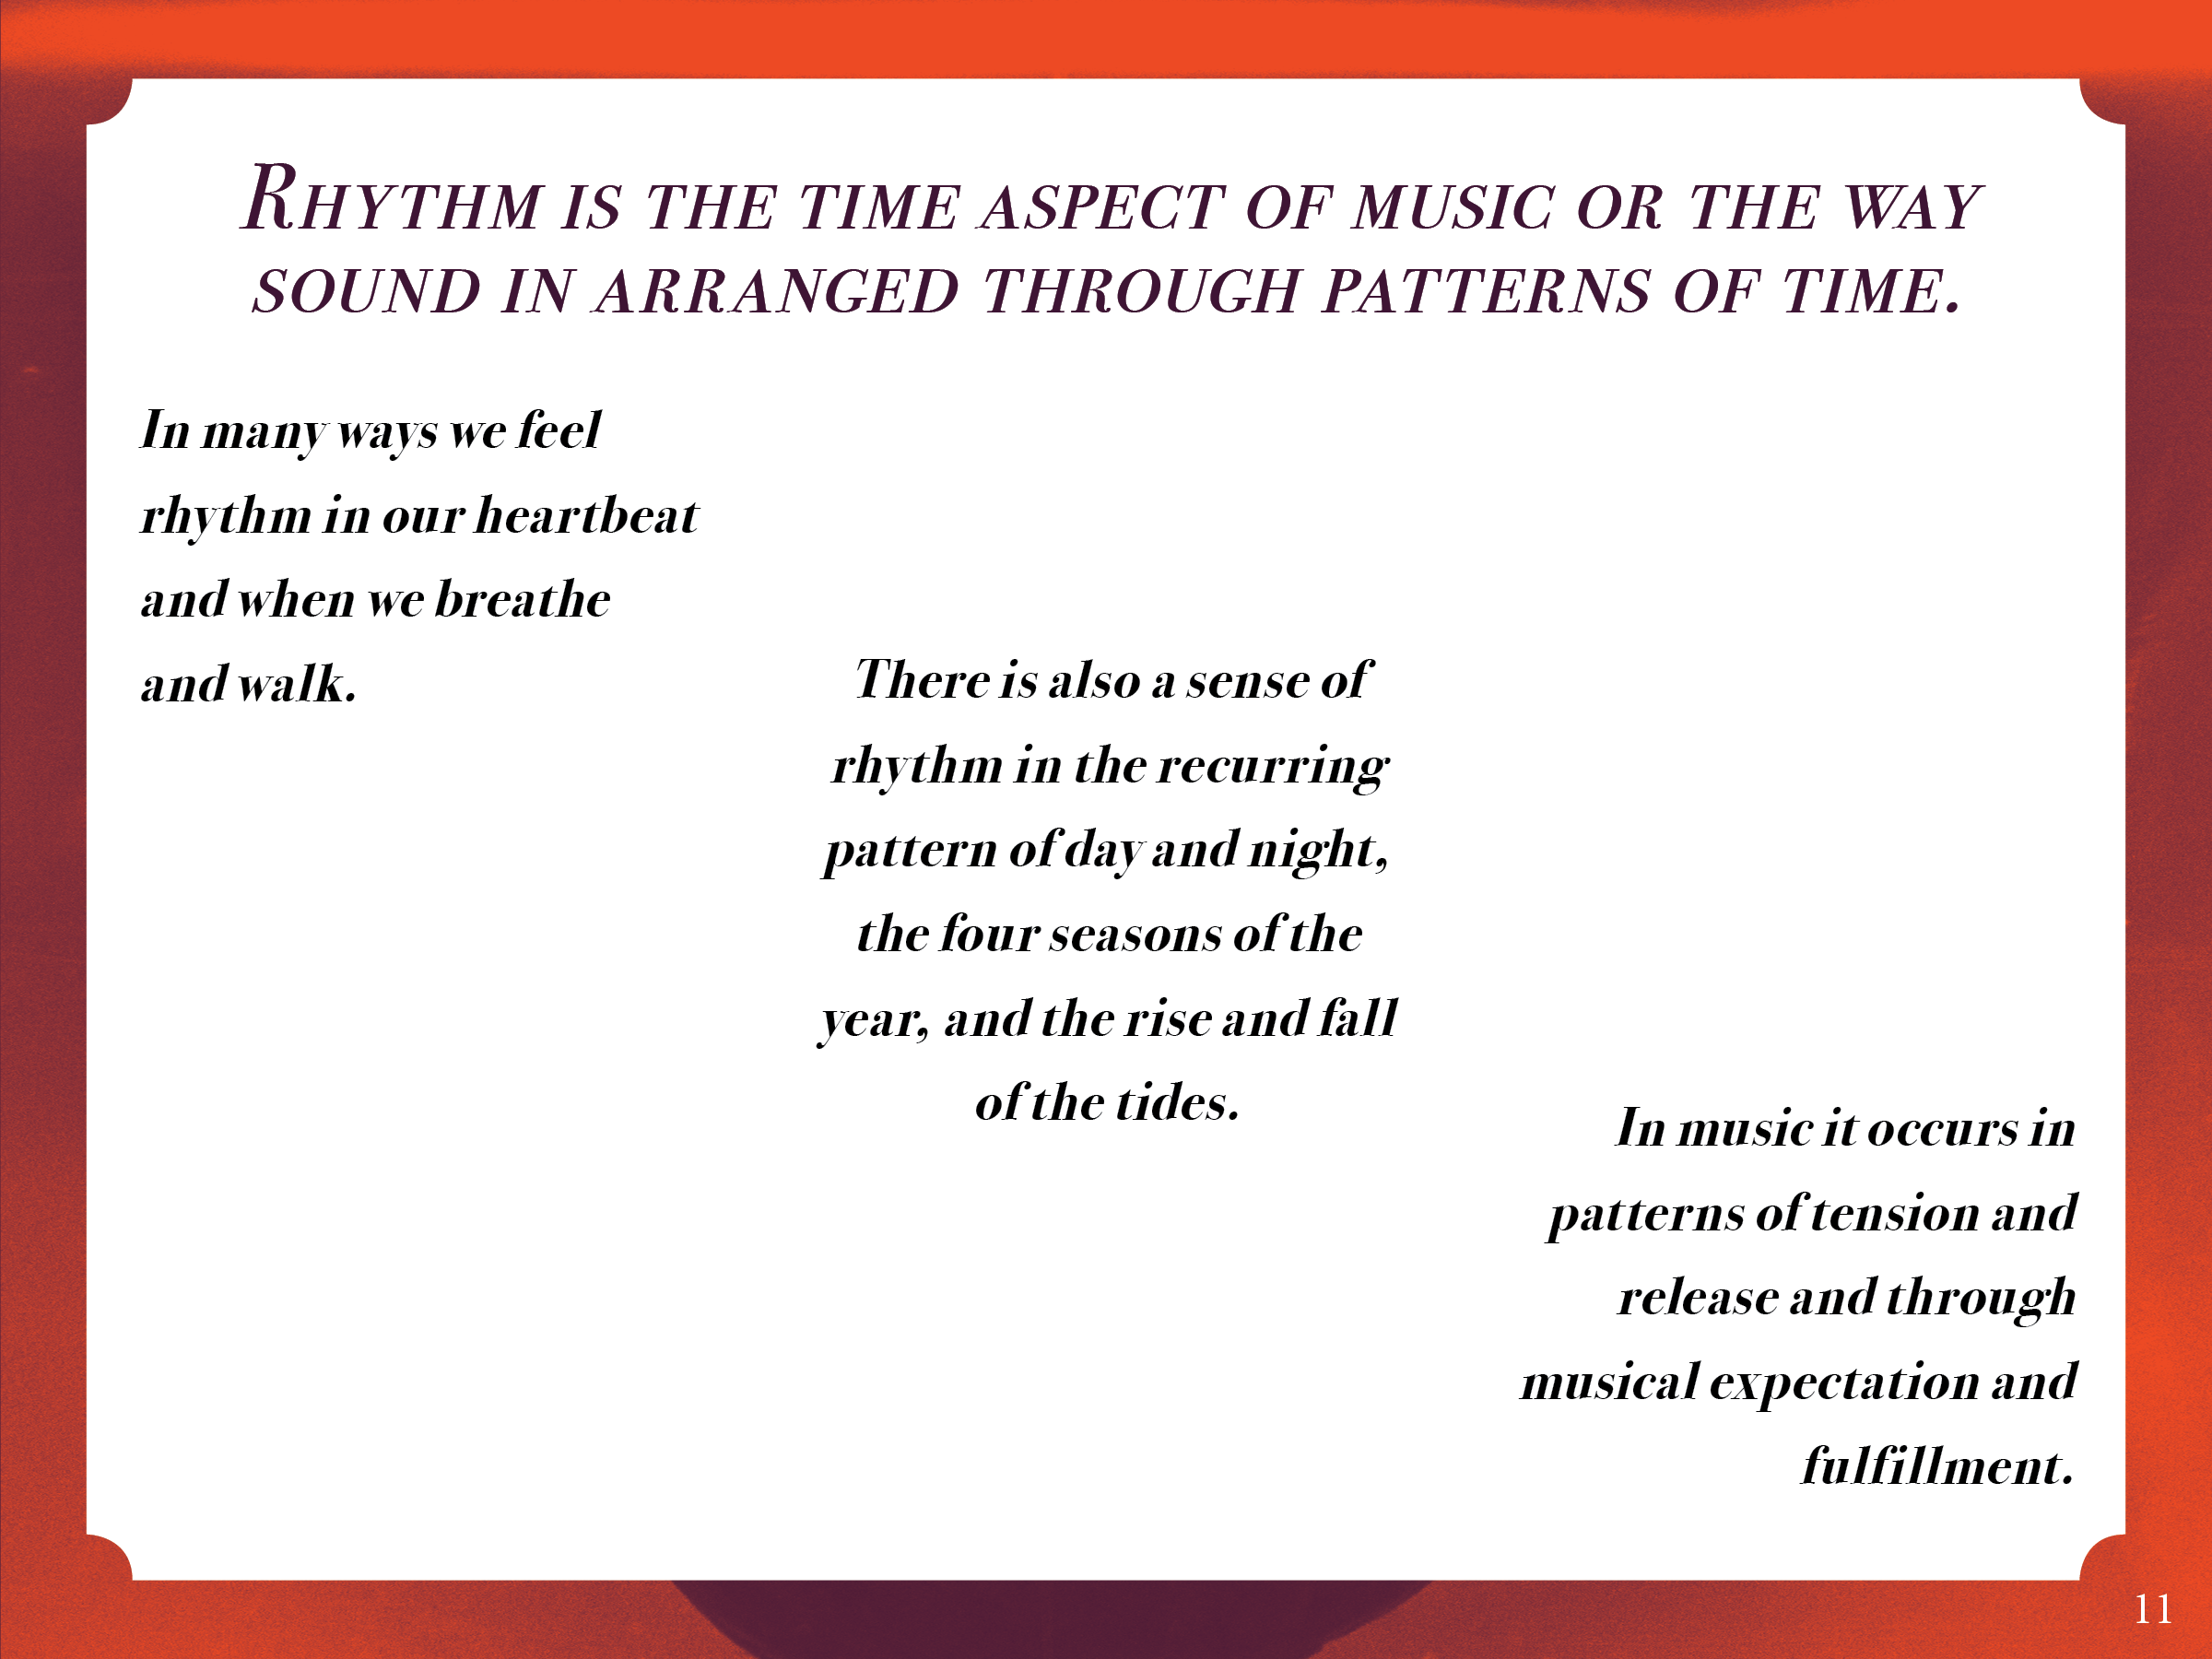 Rhythm is the time aspect of music or the way
sound in arranged through patterns of time.
In many ways we feel
rhythm in our heartbeat
and when we breathe
and walk.
There is also a sense of
rhythm in the recurring
pattern of day and night,
the four seasons of the
year, and the rise and fall
of the tides.
In music it occurs in
patterns of tension and
release and through
musical expectation and
fulfillment.
11